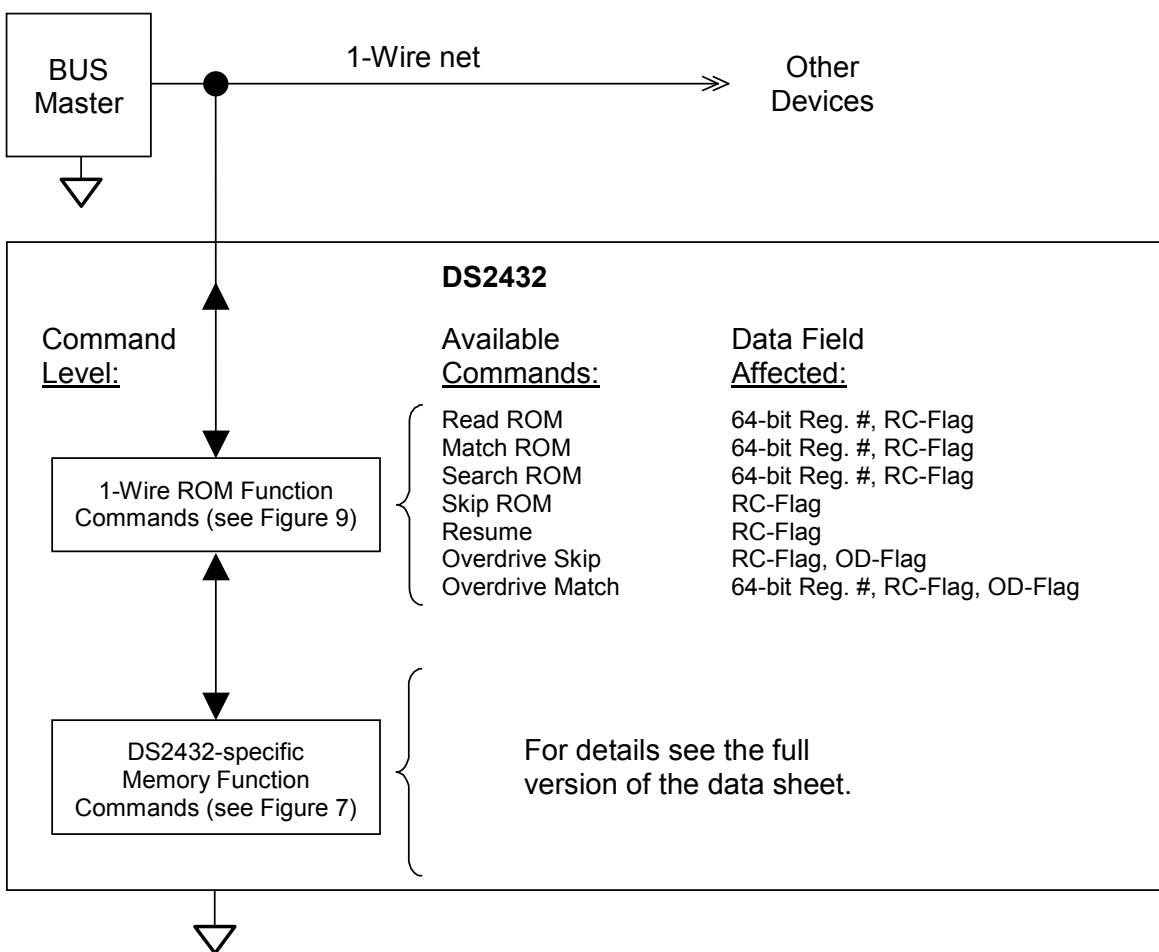 BUS
Master
1-Wire net
Other
Devices
DS2432
Command
Level:
Available
Commands:
Data Field
Affected:
1-Wire ROM Function
Commands (see Figure 9)
Read ROM 64-bit Reg. #, RC-Flag
Match ROM 64-bit Reg. #, RC-Flag
Search ROM 64-bit Reg. #, RC-Flag
Skip ROM RC-Flag
Resume RC-Flag
Overdrive Skip RC-Flag, OD-Flag
Overdrive Match 64-bit Reg. #, RC-Flag, OD-Flag
DS2432-specific
Memory Function
Commands (see Figure 7)
For details see the full
version of the data sheet.